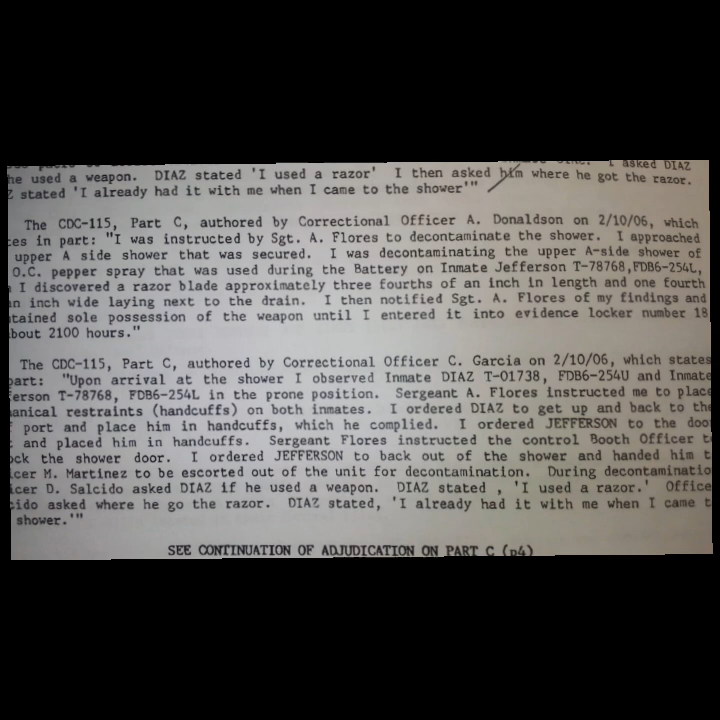 I asked DIAZ
he used a weapon. DIAZ stated 'I used a razor' I then asked him where he got the razor.
Z stated 'I already had it with me when I came to the shower'"
The CDC-115, Part C, authored by Correctional Officer A. Donaldson on 2/10/06, which
es in part: "I was instructed by Sgt. A. Flores to decontaminate the shower. I approached
upper A side shower that was secured. I was decontaminating the upper A-side shower of
O.C. pepper spray that was used during the Battery on Inmate Jefferson T-78768,FDB6-254L,
I discovered a razor blade approximately three fourths of an inch in length and one fourth
n inch wide laying next to the drain. I then notified Sgt. A. Flores of my findings and
tained sole possession of the weapon until I entered it into evidence locker number 18
bout 2100 hours."
The CDC-115, Part C, authored by Correctional Officer C. Garcia on 2/10/06, which states
part: "Upon arrival at the shower I observed Inmate DIAZ T-01738, FDB6-254U and Inmate
erson T-78768, FDB6-254L in the prone position. Sergeant A. Flores instructed me to place
anical restraints (handcuffs) on both inmates. I ordered DIAZ to get up and back to the
port and place him in handcuffs, which he complied. I ordered JEFFERSON to the doo
and placed him in handcuffs. Sergeant Flores instructed the control Booth Officer t
ck the shower door. I ordered JEFFERSON to back out of the shower and handed him t
icer M. Martinez to be escorted out of the unit for decontamination. During decontaminatio
icer D. Salcido asked DIAZ if he used a weapon. DIAZ stated , 'I used a razor.' Office
cido asked where he go the razor. DIAZ stated, 'I already had it with me when I came t
shower.'"
SEE CONTINUATION OF ADJUDICATION ON PART C (p4)